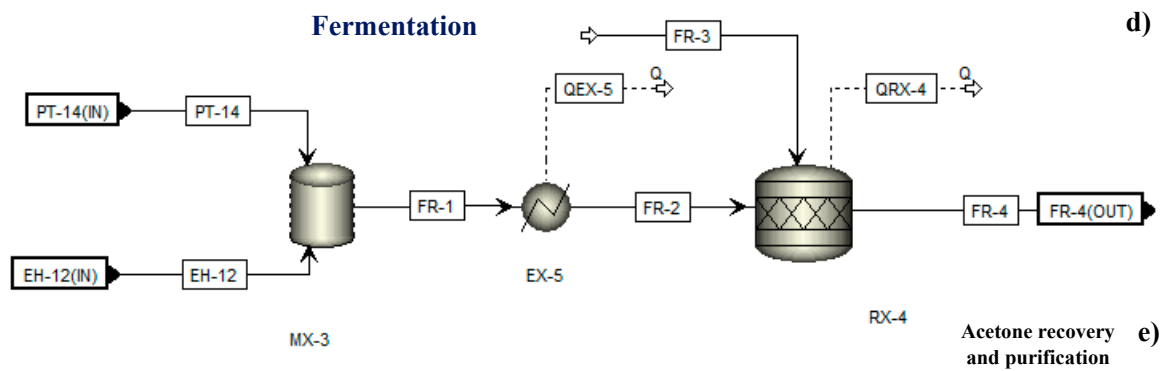 Fermentation
d)
FR-3
QEX-5
Q
QRX-4
Q
PT-14(IN)
PT-14
FR-1
FR-2
FR-4
FR-4(OUT)
EH-12(IN)
EH-12
EX-5
MX-3
RX-4
Acetone recovery
and purification
e)